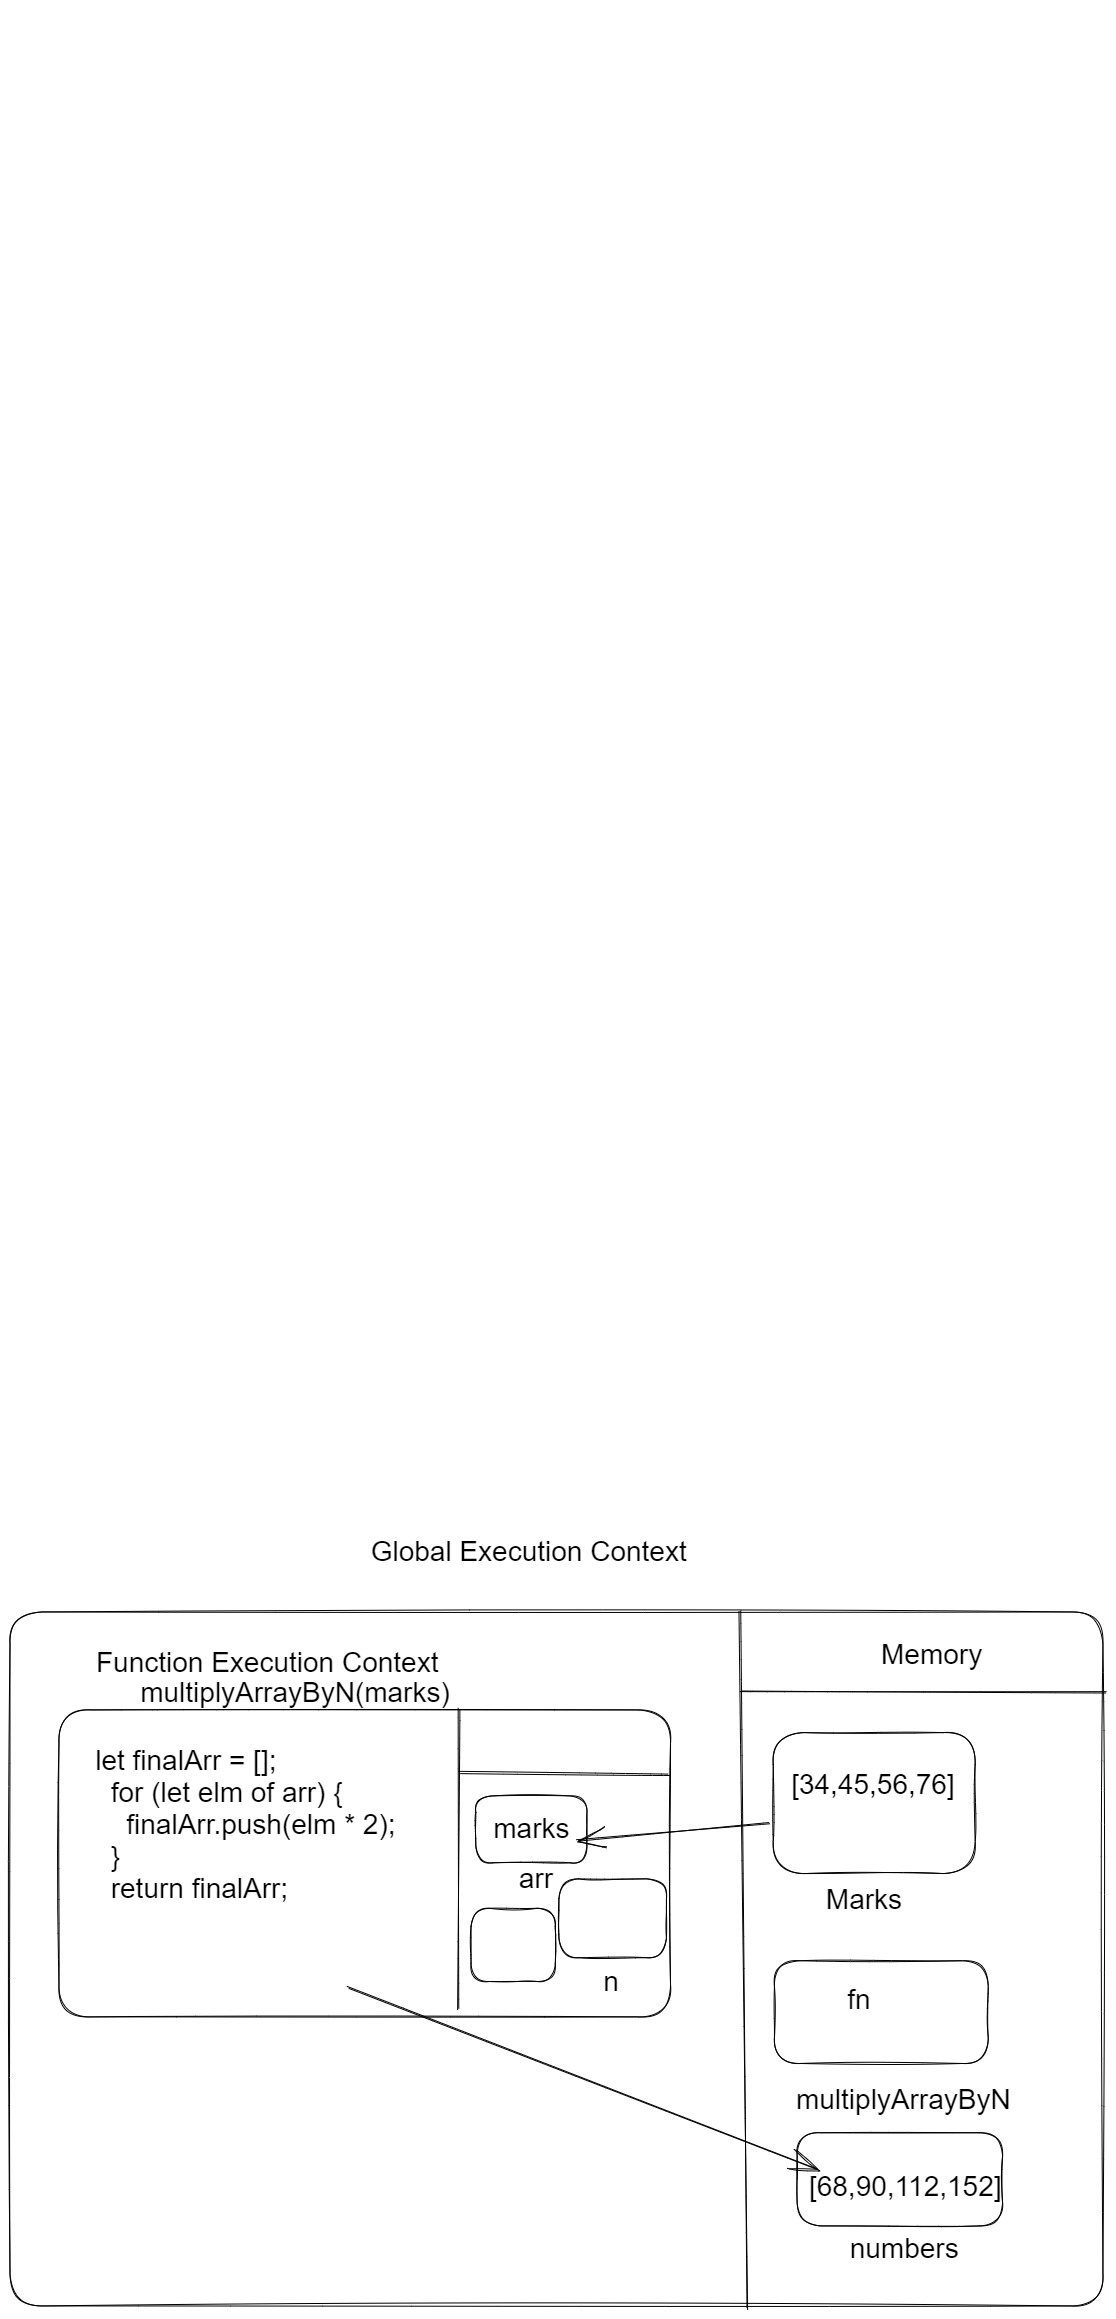 Global Execution Context
Function Execution Context
multiplyArrayByN(marks)
let finalArr = [];
for (let elm of arr) {
finalArr.push(elm * 2);
}
return finalArr;
marks
arr
n
Memory
[34,45,56,76]
Marks
fn
multiplyArrayByN
[68,90,112,152]
numbers